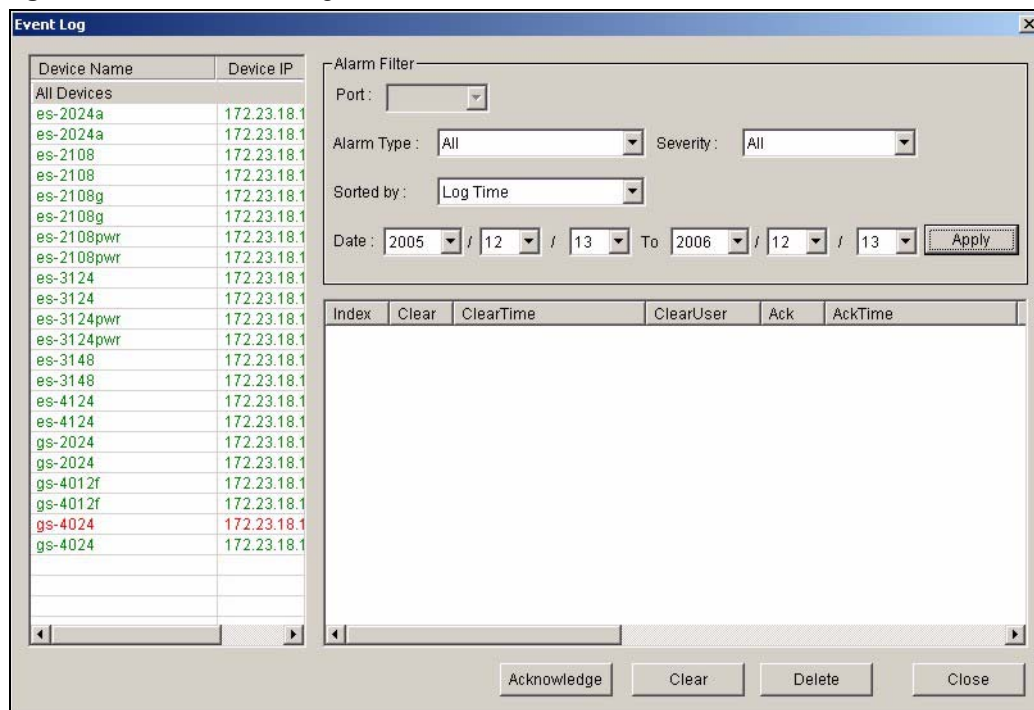 Event Log
Device Name Device IP
All Devices
es-2024a 172.23.18.1
es-2024a 172.23.18.1
es-2108 172.23.18.1
es-2108 172.23.18.1
es-2108g 172.23.18.1
es-2108g 172.23.18.1
es-2108pwr 172.23.18.1
es-2108pwr 172.23.18.1
es-3124 172.23.18.1
es-3124 172.23.18.1
es-3124pwr 172.23.18.1
es-3124pwr 172.23.18.1
es-3148 172.23.18.1
es-3148 172.23.18.1
es-4124 172.23.18.1
es-4124 172.23.18.1
gs-2024 172.23.18.1
gs-2024 172.23.18.1
gs-4012f 172.23.18.1
gs-4012f 172.23.18.1
gs-4024 172.23.18.1
gs-4024 172.23.18.1
Alarm Filter
Port :
Alarm Type : All Severity : All
Sorted by : Log Time
Date : 2005 / 12 / 13 To 2006 / 12 / 13 Apply
Index Clear ClearTime ClearUser Ack AckTime
Acknowledge Clear Delete Close